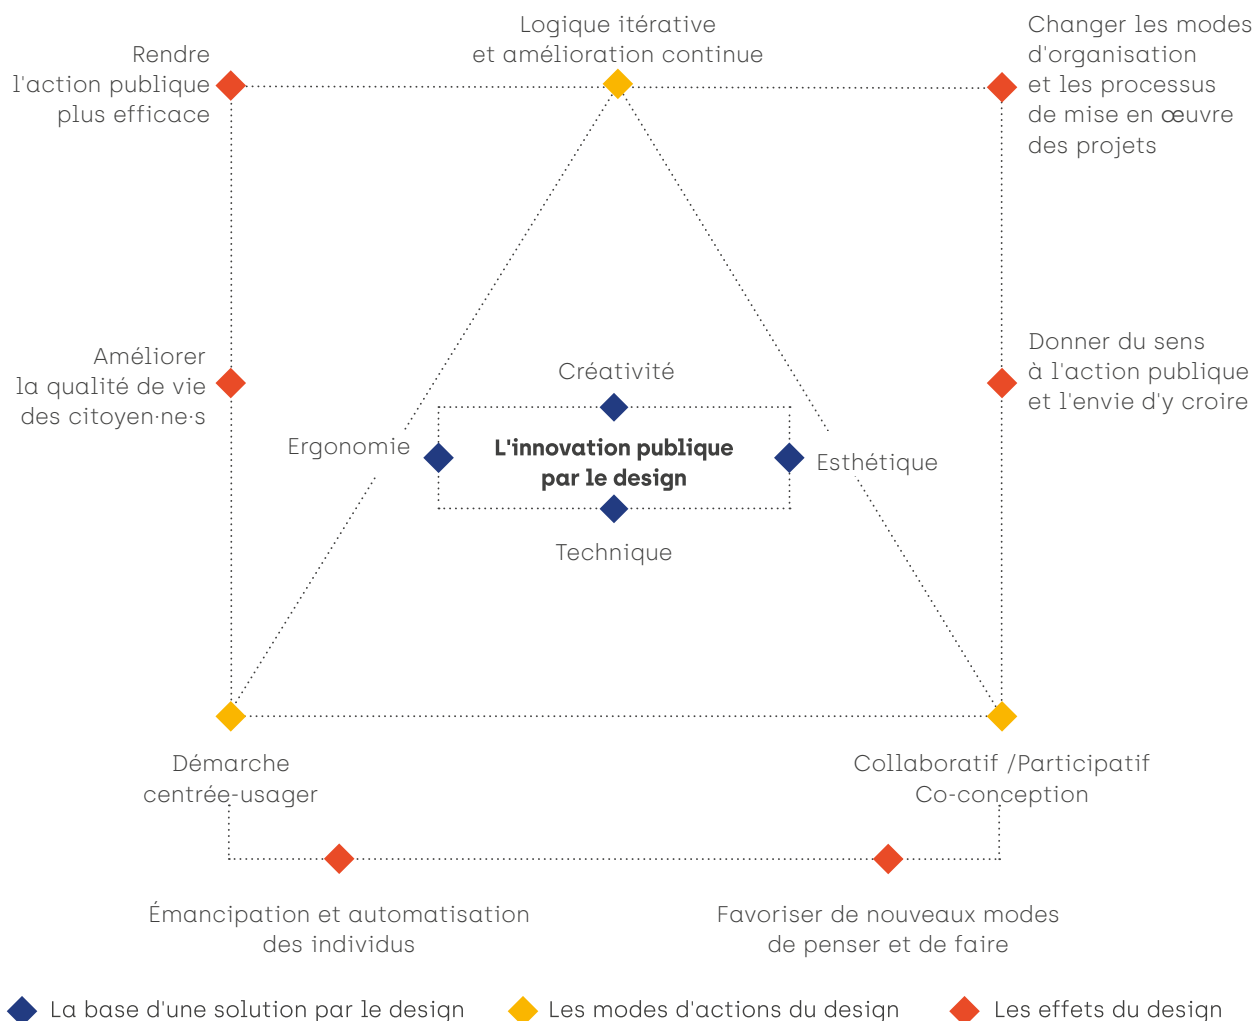 Logique itérative
et amélioration continue
Rendre
l'action publique
plus efficace
Changer les modes
d'organisation
et les processus
de mise en œuvre
des projets
Améliorer
la qualité de vie
des citoyen·ne·s
Donner du sens
à l'action publique
et l'envie d'y croire
Créativité
Ergonomie
L'innovation publique
par le design
Esthétique
Technique
Démarche
centrée-usager
Collaboratif /Participatif
Co-conception
Émancipation et automatisation
des individus
Favoriser de nouveaux modes
de penser et de faire
La base d'une solution par le design
Les modes d'actions du design
Les effets du design